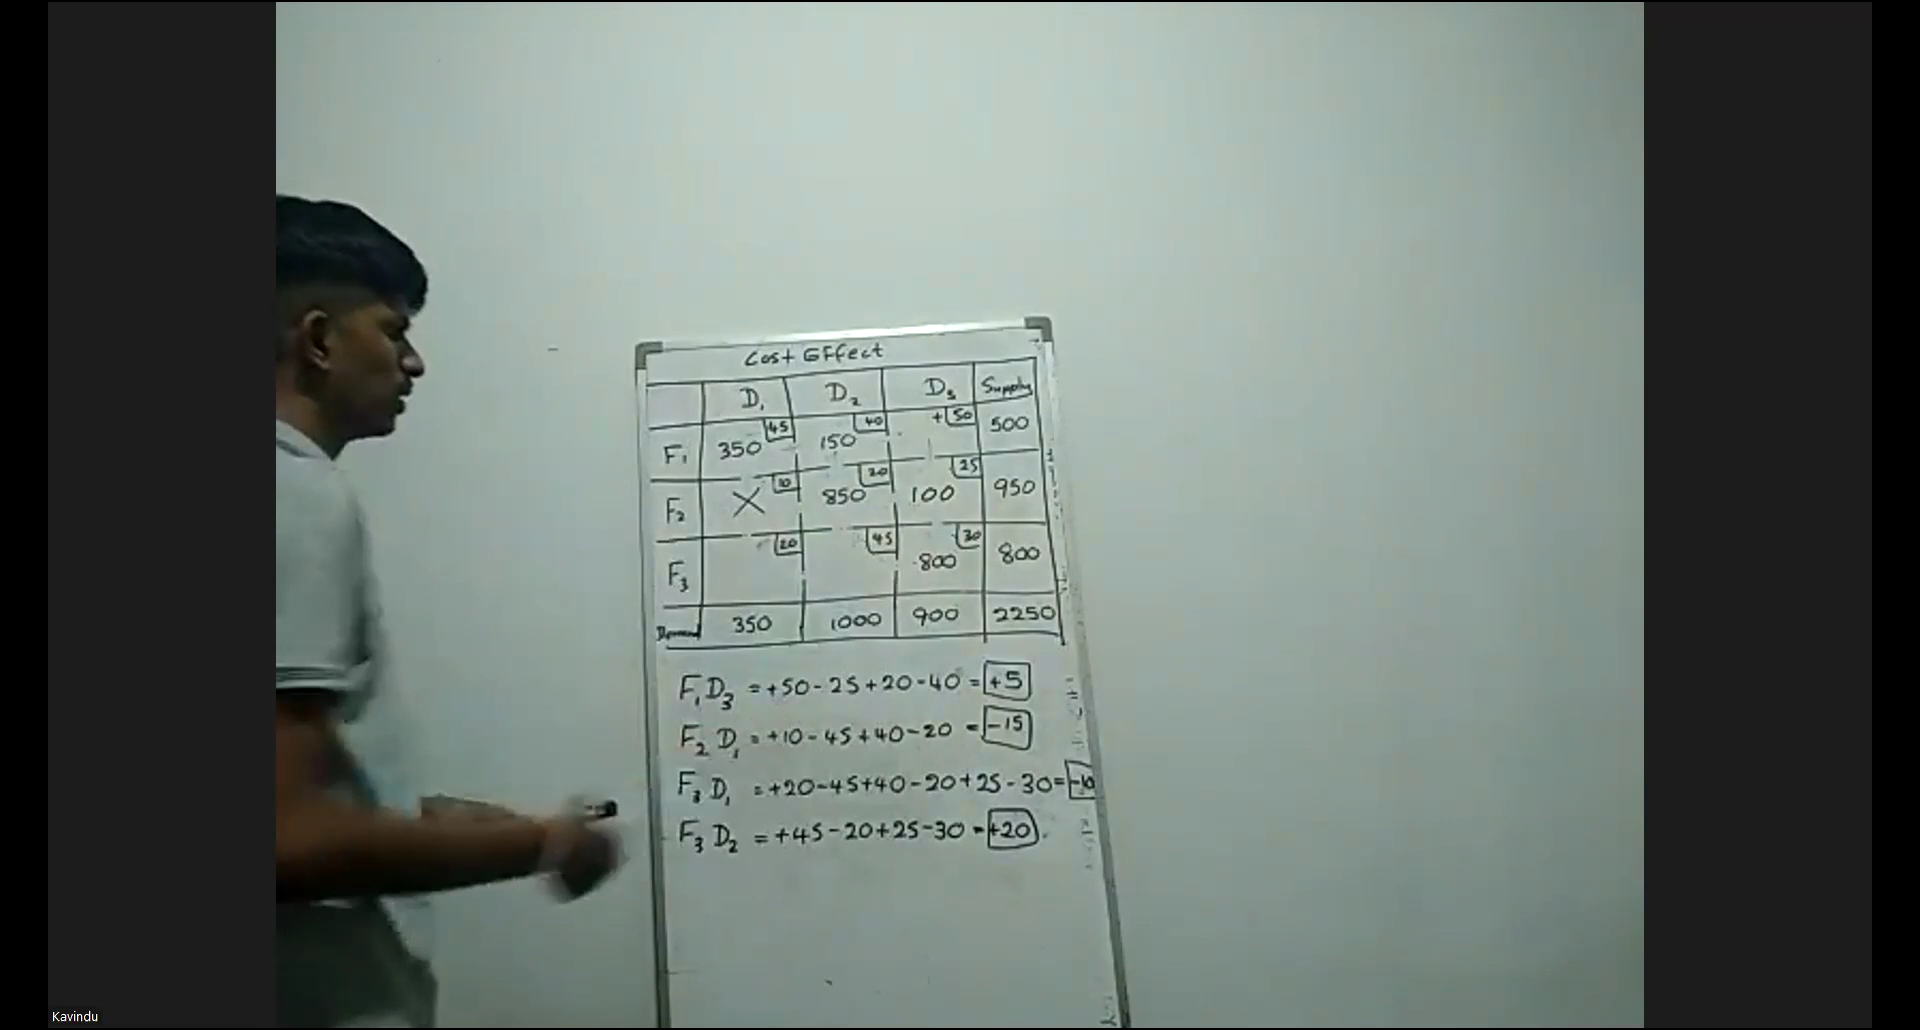 Cost Effect
D₁ D₂ D₃ Supply
45 40 +50
F₁ 350 150 500
10 20 25
F₂ X 850 100 950
20 45 30
F₃ 800 800
Demand 350 1000 900 2250
F₁D₃ = +50-25+20-40 = +5
F₂D₁ = +10-45+40-20 = -15
F₃D₁ = +20-45+40-20+25-30 = -10
F₃D₂ = +45-20+25-30 = +20
Kavindu